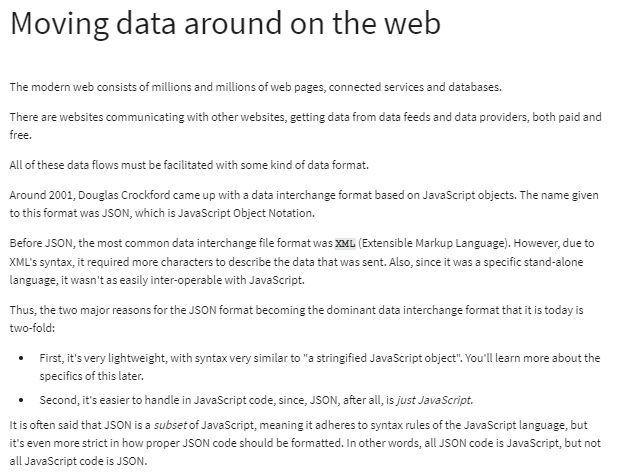 Moving data around on the web
The modern web consists of millions and millions of web pages, connected services and databases.
There are websites communicating with other websites, getting data from data feeds and data providers, both paid and
free.
All of these data flows must be facilitated with some kind of data format.
Around 2001, Douglas Crockford came up with a data interchange format based on JavaScript objects. The name given
to this format was JSON, which is JavaScript Object Notation.
Before JSON, the most common data interchange file format was XML (Extensible Markup Language). However, due to
XML's syntax, it required more characters to describe the data that was sent. Also, since it was a specific stand-alone
language, it wasn't as easily inter-operable with JavaScript.
Thus, the two major reasons for the JSON format becoming the dominant data interchange format that it is today is
two-fold:
• First, it's very lightweight, with syntax very similar to "a stringified JavaScript object". You'll learn more about the
specifics of this later.
• Second, it's easier to handle in JavaScript code, since, JSON, after all, is just JavaScript.
It is often said that JSON is a subset of JavaScript, meaning it adheres to syntax rules of the JavaScript language, but
it's even more strict in how proper JSON code should be formatted. In other words, all JSON code is JavaScript, but not
all JavaScript code is JSON.